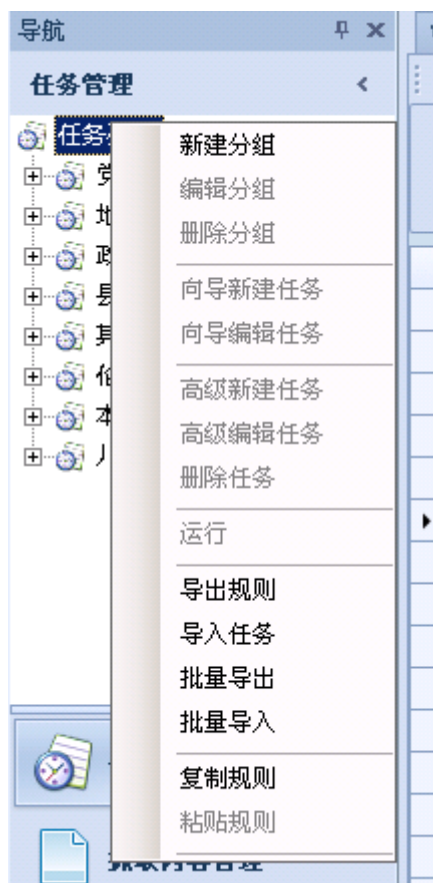 导航
任务管理
任务
新建分组
编辑分组
删除分组
向导新建任务
向导编辑任务
高级新建任务
高级编辑任务
删除任务
运行
导出规则
导入任务
批量导出
批量导入
复制规则
粘贴规则